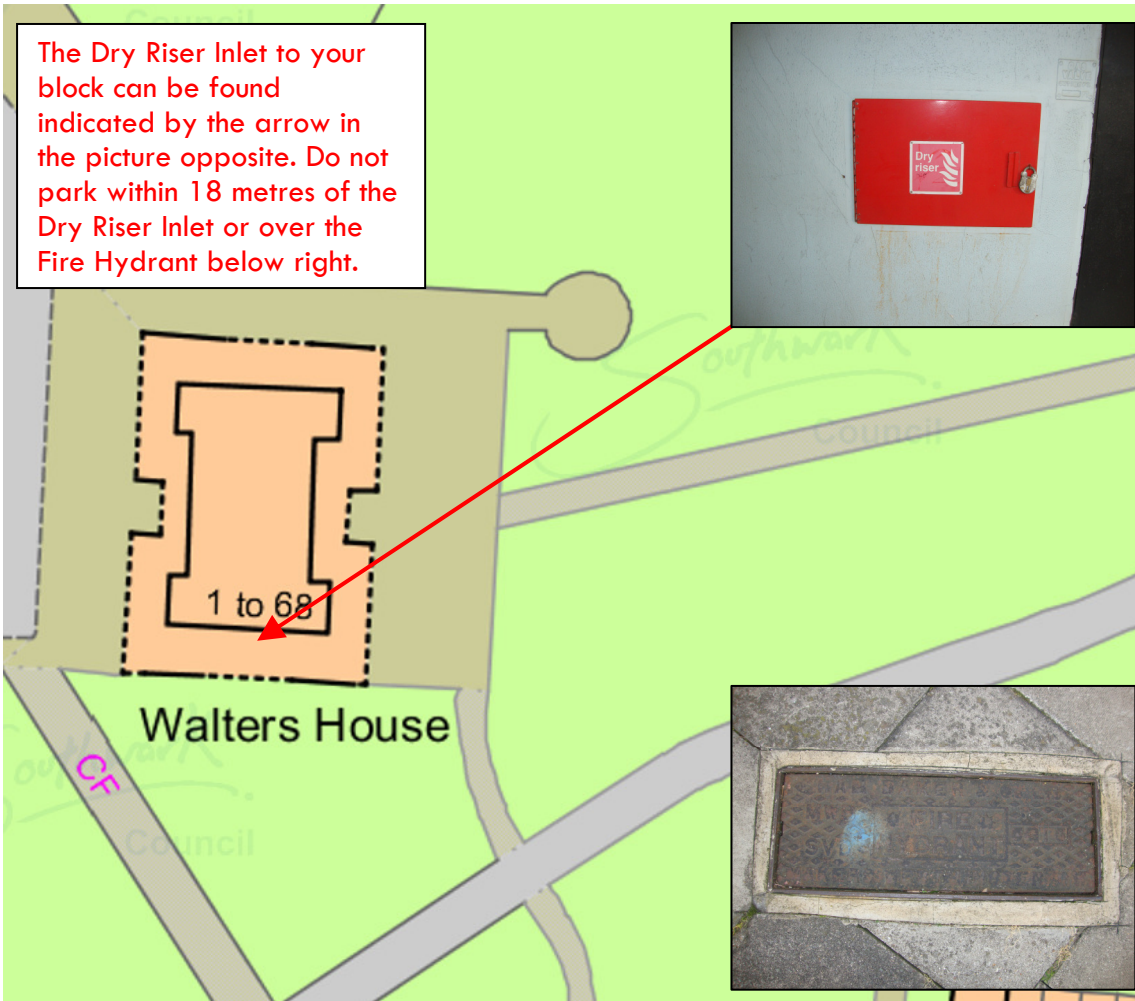 The Dry Riser Inlet to your
block can be found
indicated by the arrow in
the picture opposite. Do not
park within 18 metres of the
Dry Riser Inlet or over the
Fire Hydrant below right.
Dry
riser
Southwark
Council
1 to 68
Walters House
CF
Southwark
Council
Council